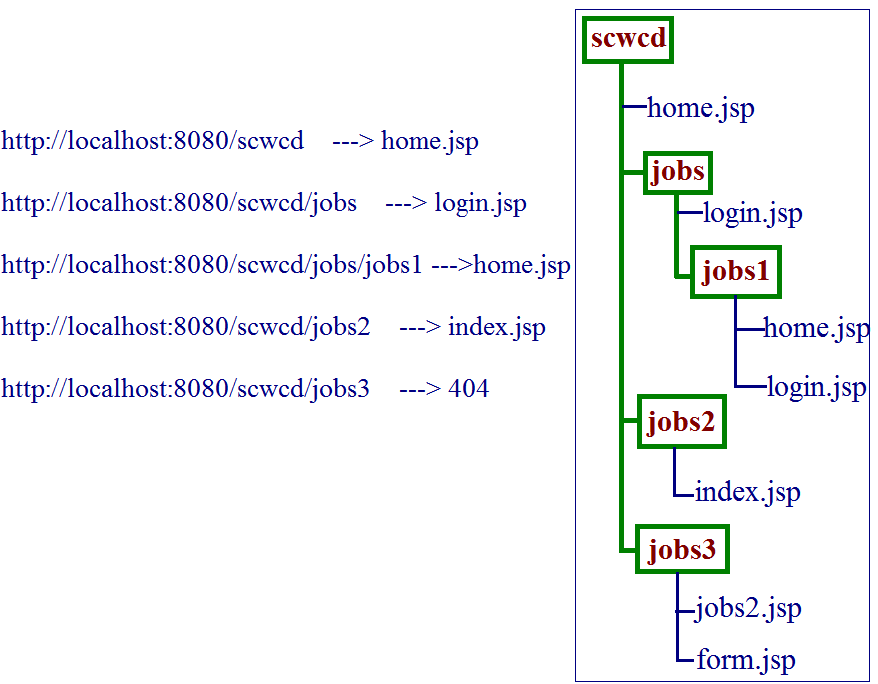 http://localhost:8080/scwcd ---> home.jsp
http://localhost:8080/scwcd/jobs ---> login.jsp
http://localhost:8080/scwcd/jobs/jobs1 --->home.jsp
http://localhost:8080/scwcd/jobs2 ---> index.jsp
http://localhost:8080/scwcd/jobs3 ---> 404
scwcd
home.jsp
jobs
login.jsp
jobs1
home.jsp
login.jsp
jobs2
index.jsp
jobs3
jobs2.jsp
form.jsp